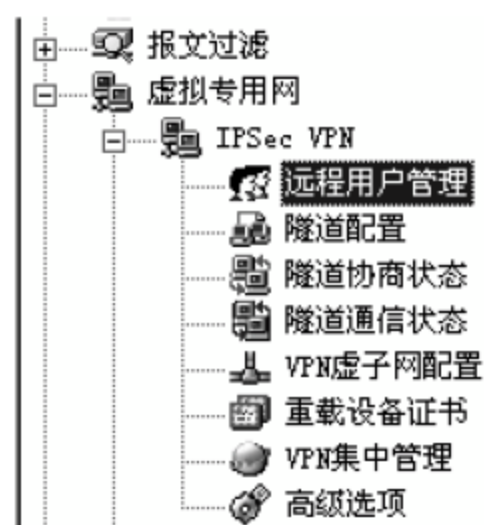 报文过滤
虚拟专用网
IPSec VPN
远程用户管理
隧道配置
隧道协商状态
隧道通信状态
VPN虚子网配置
重载设备证书
VPN集中管理
高级选项